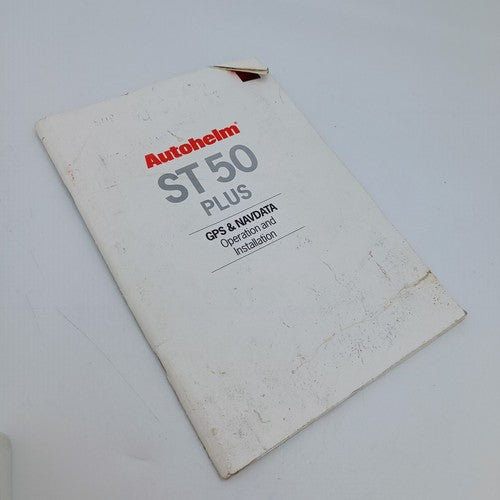 Autohelm®
ST 50
PLUS
GPS & NAVDATA
Operation and
Installation